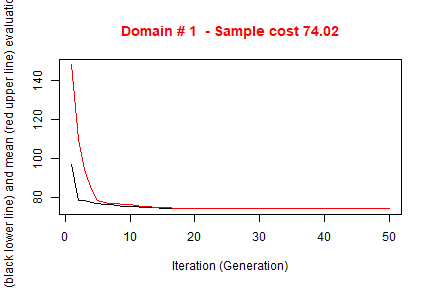 Domain # 1 - Sample cost 74.02
(black lower line) and mean (red upper line) evaluatio
140
120
100
80
0 10 20 30 40 50
Iteration (Generation)